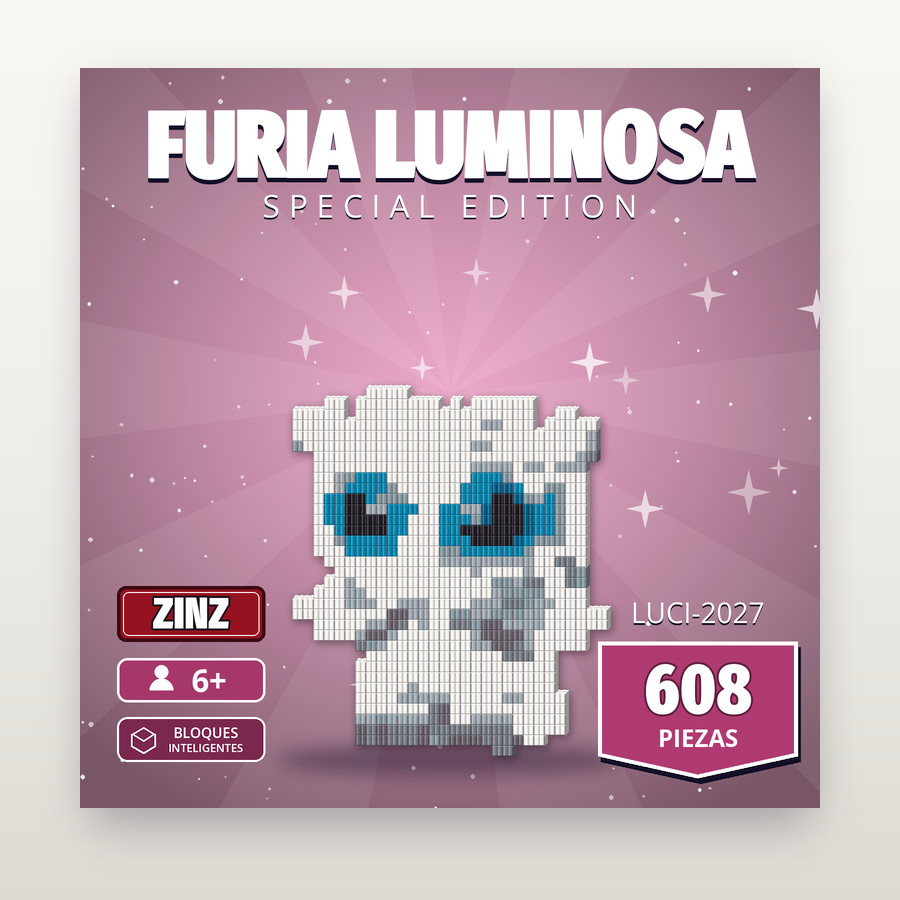 FURIA LUMINOSA
SPECIAL EDITION
ZINZ
6+
BLOQUES
INTELIGENTES
LUCI-2027
608
PIEZAS